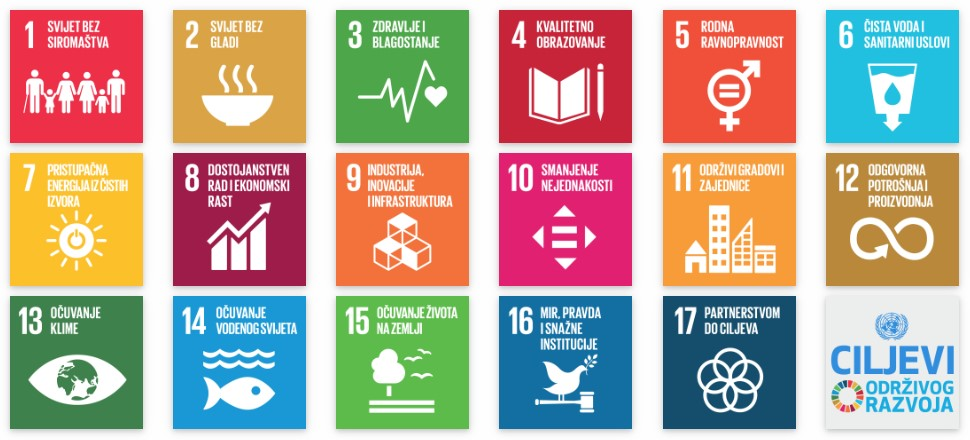 1 SVIJET BEZ
SIROMAŠTVA
2 SVIJET BEZ
GLADI
3 ZDRAVLJE I
BLAGOSTANJE
4 KVALITETNO
OBRAZOVANJE
5 RODNA
RAVNOPRAVNOST
6 ČISTA VODA I
SANITARNI USLOVI
7 PRISTUPAČNA
ENERGIJA IZ ČISTIH
IZVORA
8 DOSTOJANSTVEN
RAD I EKONOMSKI
RAST
9 INDUSTRIJA,
INOVACIJE
I INFRASTRUKTURA
10 SMANJENJE
NEJEDNAKOSTI
11 ODRŽIVI GRADOVI I
ZAJEDNICE
12 ODGOVORNA
POTROŠNJA I
PROIZVODNJA
13 OČUVANJE
KLIME
14 OČUVANJE
VODENOG SVIJETA
15 OČUVANJE ŽIVOTA
NA ZEMLJI
16 MIR, PRAVDA
I SNAŽNE
INSTITUCIJE
17 PARTNERSTVOM
DO CILJEVA
CILJEVI
ODRŽIVOG
RAZVOJA